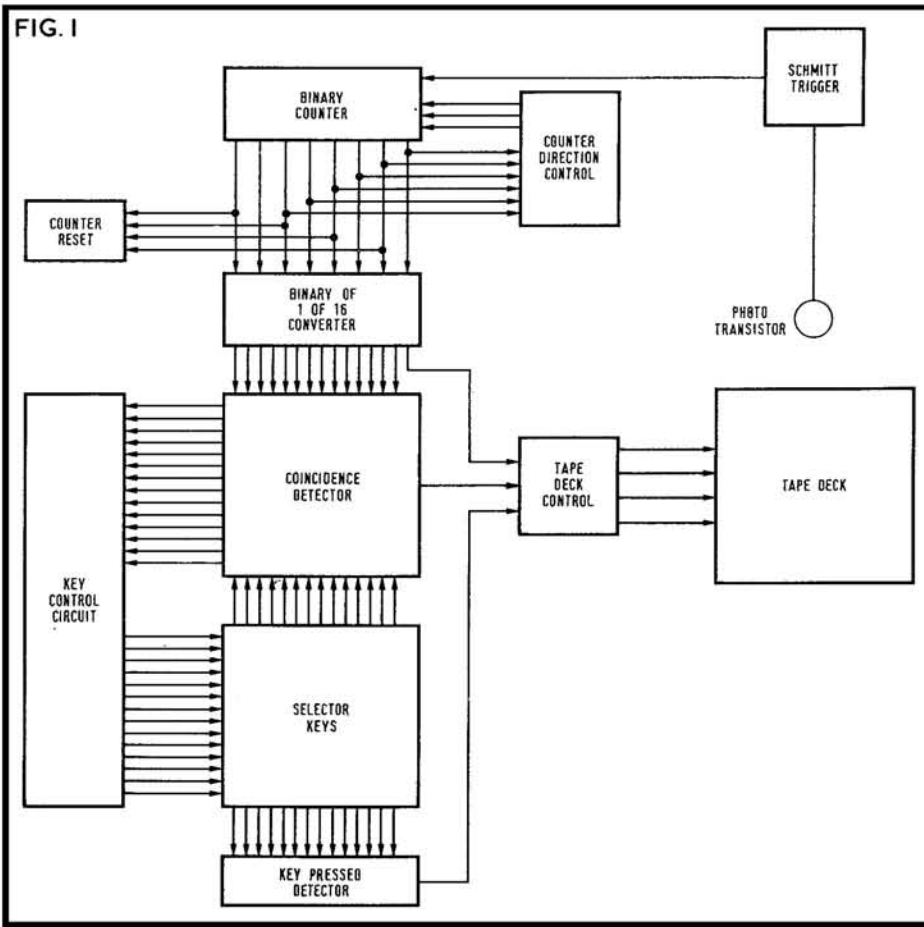 FIG. 1
BINARY
COUNTER
SCHMITT
TRIGGER
COUNTER
DIRECTION
CONTROL
COUNTER
RESET
BINARY OF
1 OF 16
CONVERTER
PHOTO
TRANSISTOR
KEY
CONTROL
CIRCUIT
COINCIDENCE
DETECTOR
TAPE
DECK
CONTROL
TAPE DECK
SELECTOR
KEYS
KEY PRESSED
DETECTOR